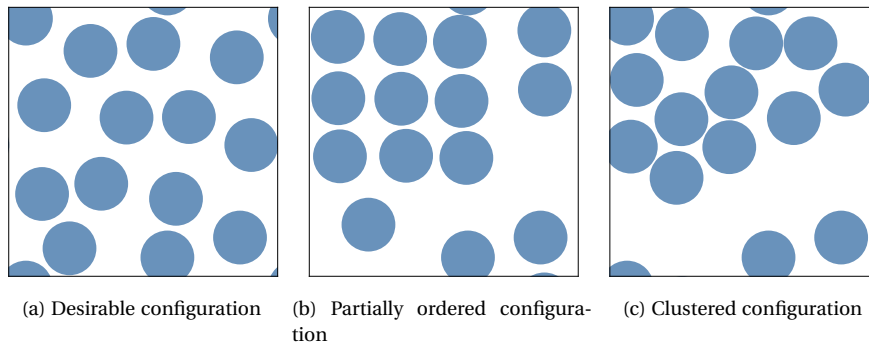 (a) Desirable configuration
(b) Partially ordered configura-
tion
(c) Clustered configuration